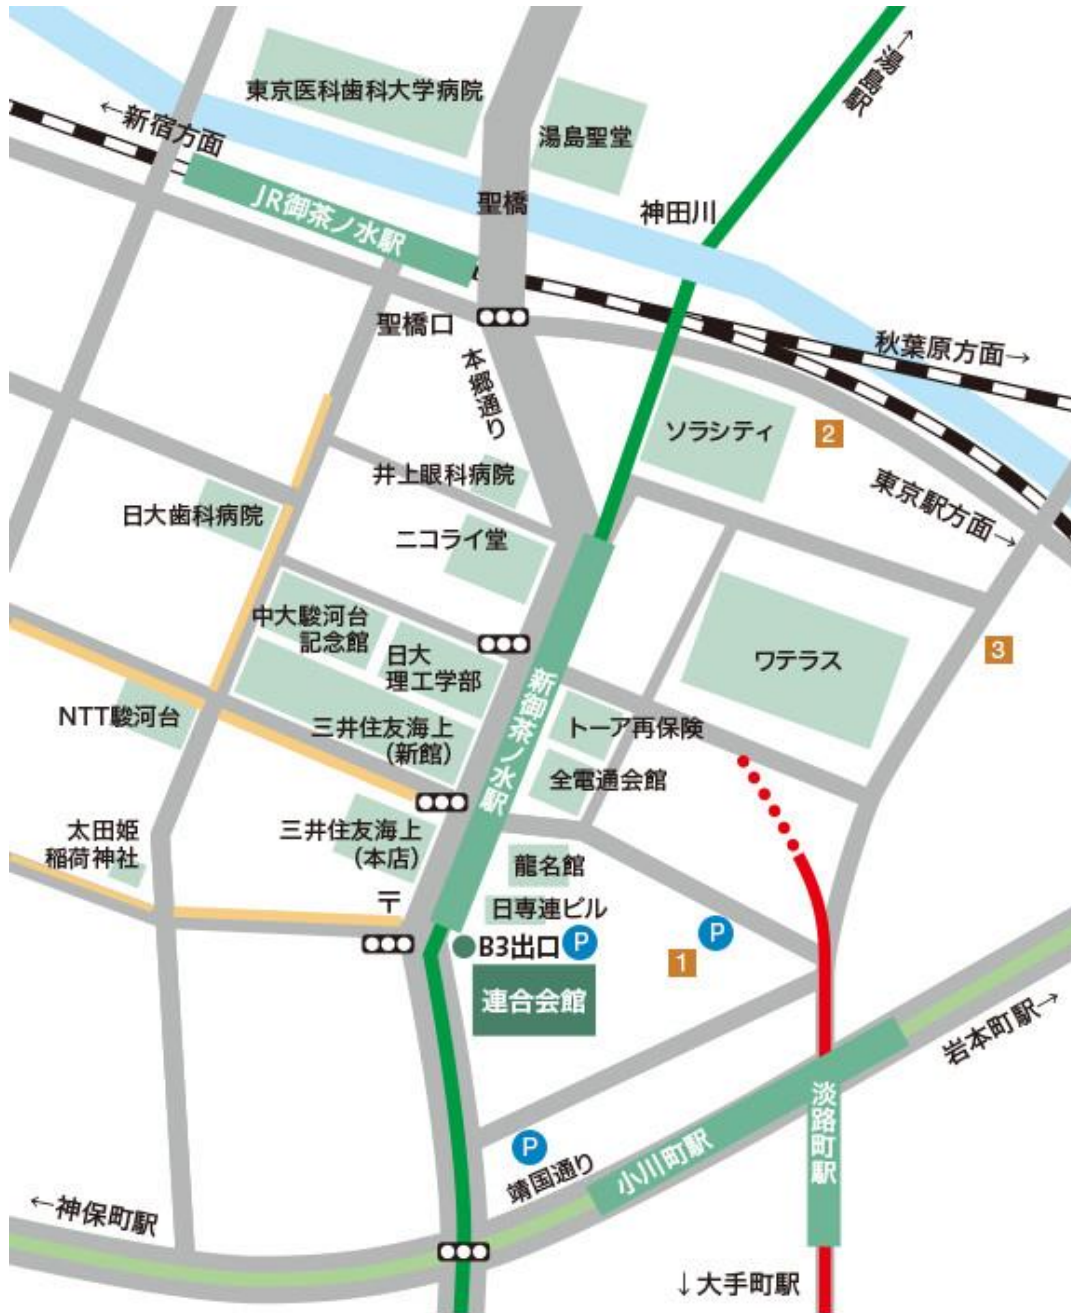 東京医科歯科大学病院
←新宿方面
湯島聖堂
→湯島駅
JR御茶ノ水駅
聖橋
神田川
聖橋口
本郷通り
秋葉原方面→
ソラシティ
2
井上眼科病院
東京駅方面→
日大歯科病院
ニコライ堂
中大駿河台
記念館
日大
理工学部
3
ワテラス
新御茶ノ水駅
NTT駿河台
三井住友海上
(新館)
トーア再保険
全電通会館
太田姫
稲荷神社
三井住友海上
(本店)
龍名館
〒
日専連ビル
B3出口 P
P
1
連合会館
岩本町駅→
淡路町駅
P
靖国通り
小川町駅
←神保町駅
↓大手町駅